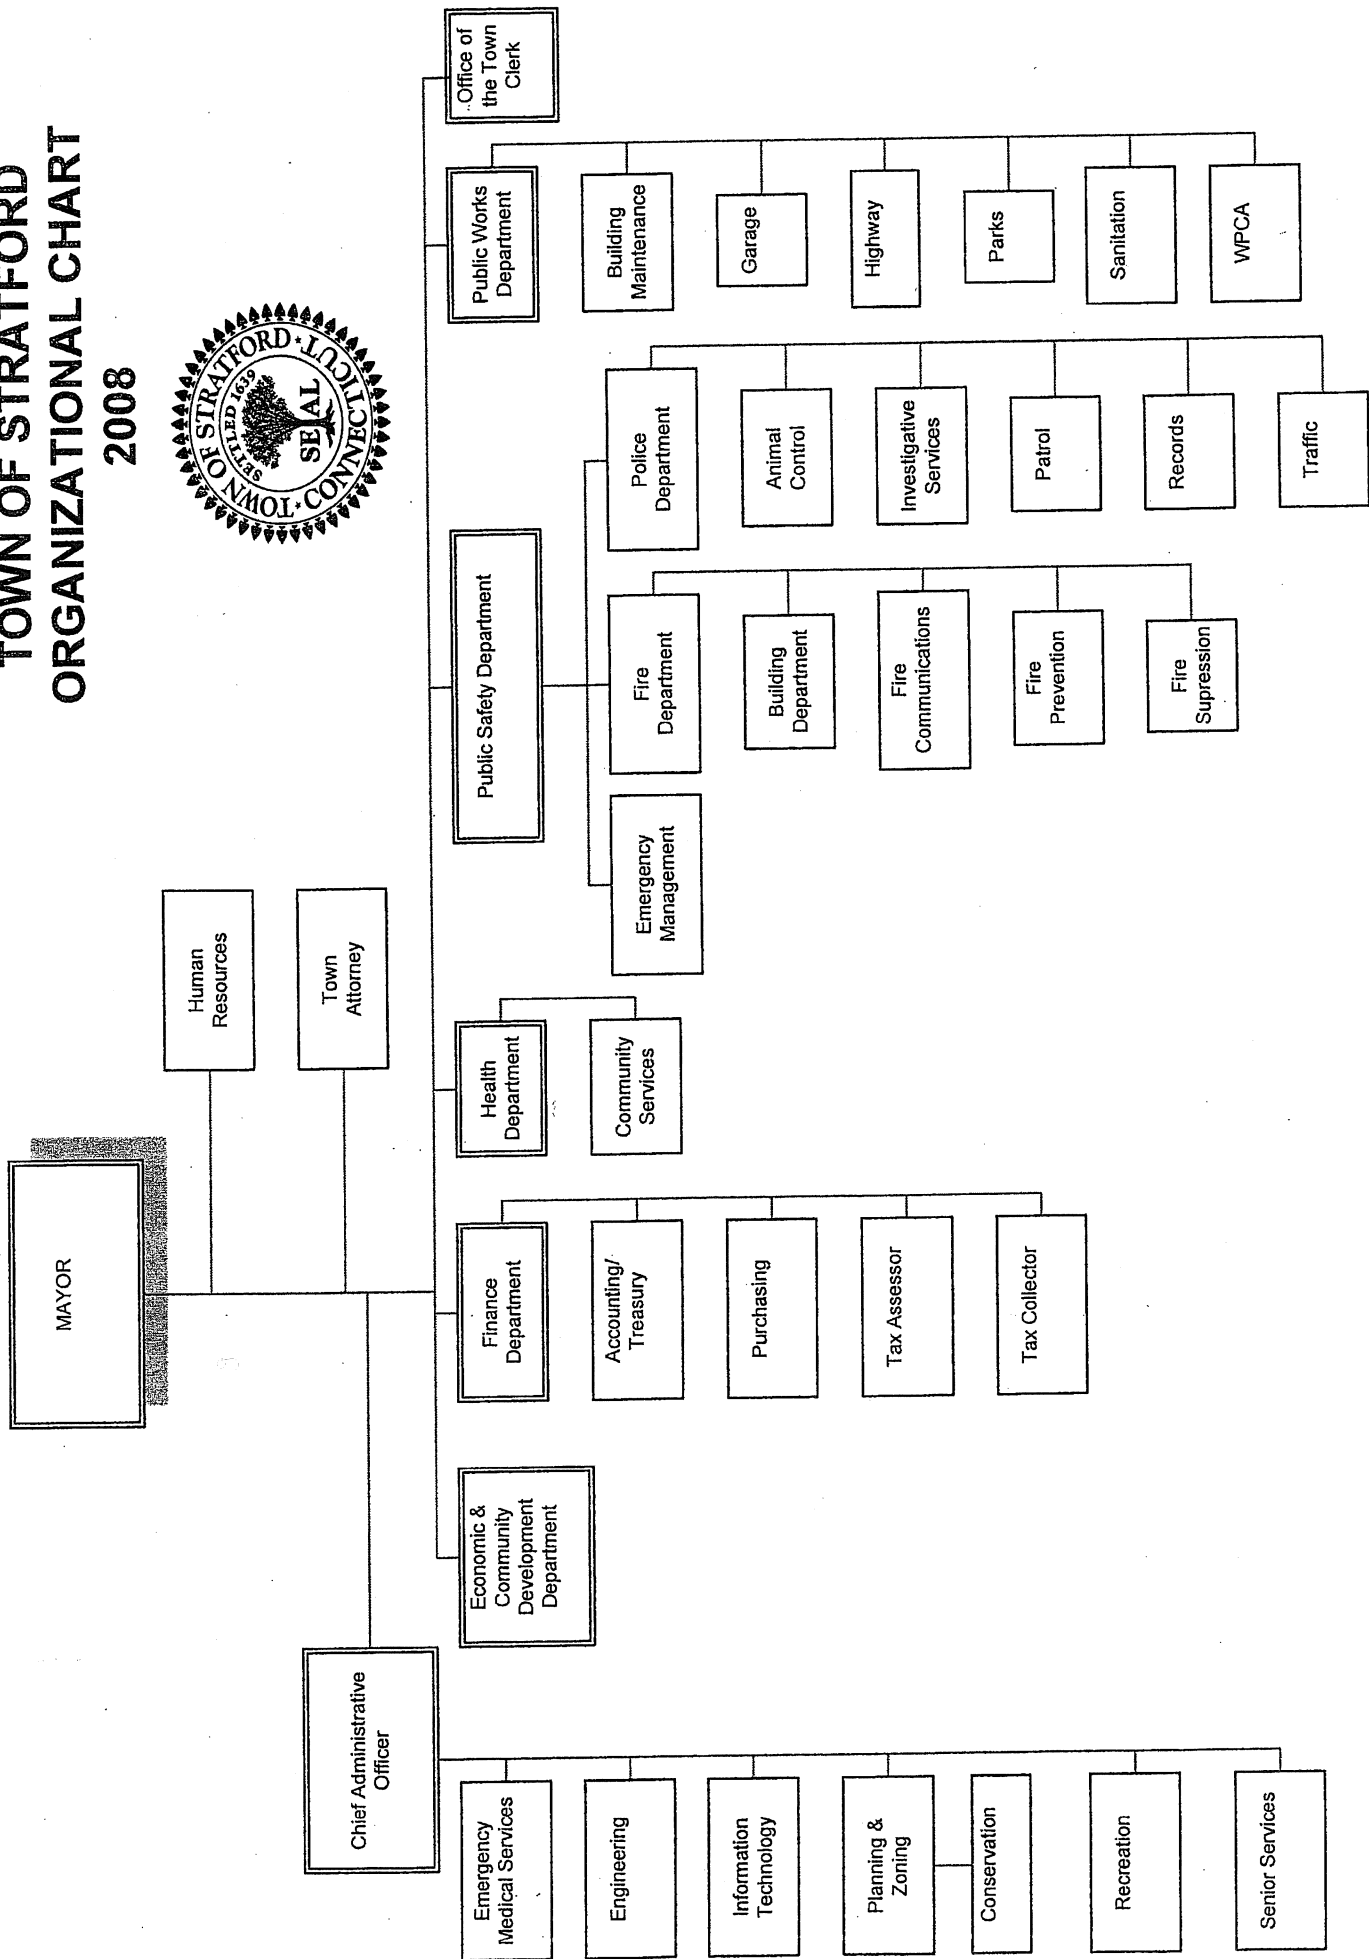 TOWN OF STRATFORD
ORGANIZATIONAL CHART
2008
TOWN OF STRATFORD
CONNECTICUT
SETTLED 1639
SEAL
MAYOR
Human
Resources
Town
Attorney
Chief Administrative
Officer
Emergency
Medical Services
Engineering
Information
Technology
Planning &
Zoning
Conservation
Recreation
Senior Services
Economic &
Community
Development
Department
Finance
Department
Accounting/
Treasury
Purchasing
Tax Assessor
Tax Collector
Health
Department
Community
Services
Public Safety Department
Emergency
Management
Fire
Department
Building
Department
Fire
Communications
Fire
Prevention
Fire
Supression
Police
Department
Animal
Control
Investigative
Services
Patrol
Records
Traffic
Public Works
Department
Building
Maintenance
Garage
Highway
Parks
Sanitation
WPCA
Office of
the Town
Clerk